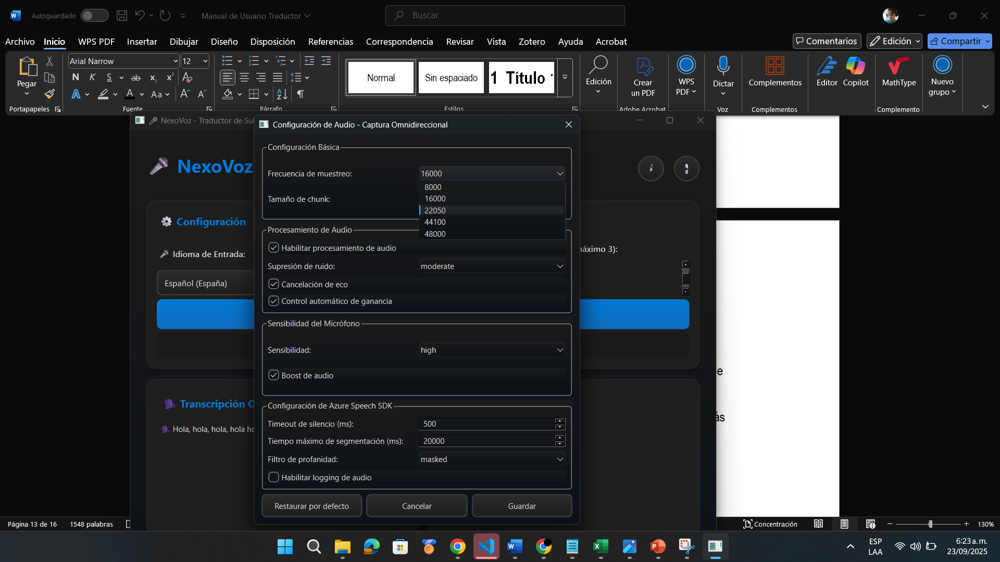 Autoguardado
Manual de Usuario Traductor
Buscar
Archivo Inicio WPS PDF Insertar Dibujar Diseño Disposición Referencias Correspondencia Revisar Vista Zotero Ayuda Acrobat
Comentarios Edición Compartir
Pegar
Portapapeles
Arial Narrow 12
N K S ab x₂ x² A
A A Aa A A
Fuente
Párrafo
Normal
Sin espaciado
1 Título
Estilos
Edición
Crear
un PDF
Adobe Acrobat
WPS
PDF
Dictar
Voz
Complementos
Complementos
Editor
Copilot
MathType
Complemento
Nuevo
grupo
NexoVoz - Traductor de Su
NexoVoz
Configuración
Idioma de Entrada:
áximo 3):
Español (España)
Transcripción O
Hola, hola, hola, hola ho
Configuración de Audio - Captura Omnidireccional
Configuración Básica
Frecuencia de muestreo: 16000
8000
16000
22050
44100
48000
Tamaño de chunk:
Procesamiento de Audio
Habilitar procesamiento de audio
Supresión de ruido: moderate
Cancelación de eco
Control automático de ganancia
Sensibilidad del Micrófono
Sensibilidad: high
Boost de audio
Configuración de Azure Speech SDK
Timeout de silencio (ms): 500
Tiempo máximo de segmentación (ms): 20000
Filtro de profanidad: masked
Habilitar logging de audio
Restaurar por defecto Cancelar Guardar
e
ás
Página 13 de 16 1548 palabras
Concentración
130%
ESP
LAA
6:23 a. m.
23/09/2025